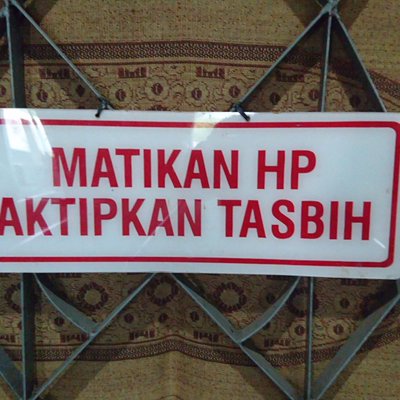 MATIKAN HP
AKTIPKAN TASBIH